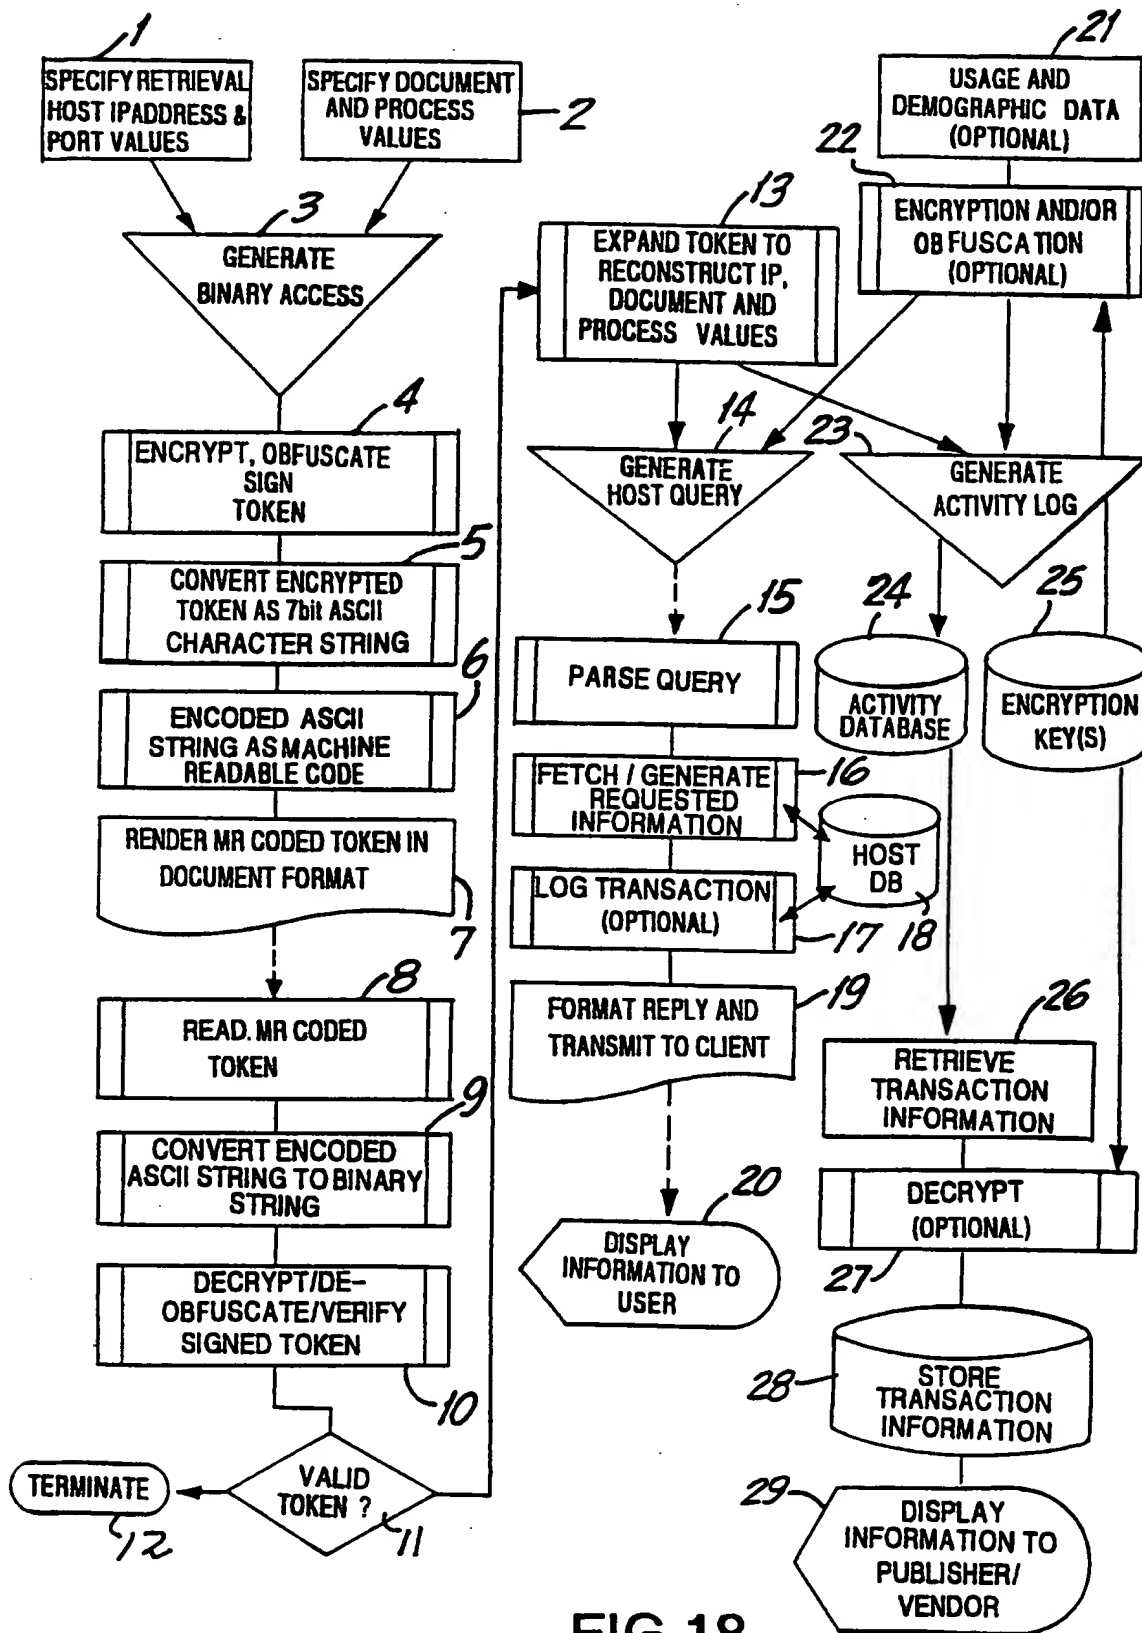 1
SPECIFY RETRIEVAL
HOST IPADDRESS &
PORT VALUES
SPECIFY DOCUMENT
AND PROCESS
VALUES
2
3
GENERATE
BINARY ACCESS
4
ENCRYPT, OBFUSCATE
SIGN
TOKEN
5
CONVERT ENCRYPTED
TOKEN AS 7bit ASCII
CHARACTER STRING
6
ENCODED ASCII
STRING AS MACHINE
READABLE CODE
RENDER MR CODED TOKEN IN
DOCUMENT FORMAT
7
8
READ. MR CODED
TOKEN
9
CONVERT ENCODED
ASCII STRING TO BINARY
STRING
DECRYPT/DE-
OBFUSCATE/VERIFY
SIGNED TOKEN
10
VALID
TOKEN ?
11
TERMINATE
12
13
EXPAND TOKEN TO
RECONSTRUCT IP,
DOCUMENT AND
PROCESS VALUES
14
GENERATE
HOST QUERY
15
PARSE QUERY
FETCH / GENERATE
REQUESTED
INFORMATION
16
LOG TRANSACTION
(OPTIONAL)
17
HOST
DB
18
19
FORMAT REPLY AND
TRANSMIT TO CLIENT
20
DISPLAY
INFORMATION TO
USER
21
USAGE AND
DEMOGRAPHIC DATA
(OPTIONAL)
22
ENCRYPTION AND/OR
OBFUSCATION
(OPTIONAL)
23
GENERATE
ACTIVITY LOG
24
ACTIVITY
DATABASE
25
ENCRYPTION
KEY(S)
26
RETRIEVE
TRANSACTION
INFORMATION
DECRYPT
(OPTIONAL)
27
28
STORE
TRANSACTION
INFORMATION
29
DISPLAY
INFORMATION TO
PUBLISHER/
VENDOR
FIG. 18